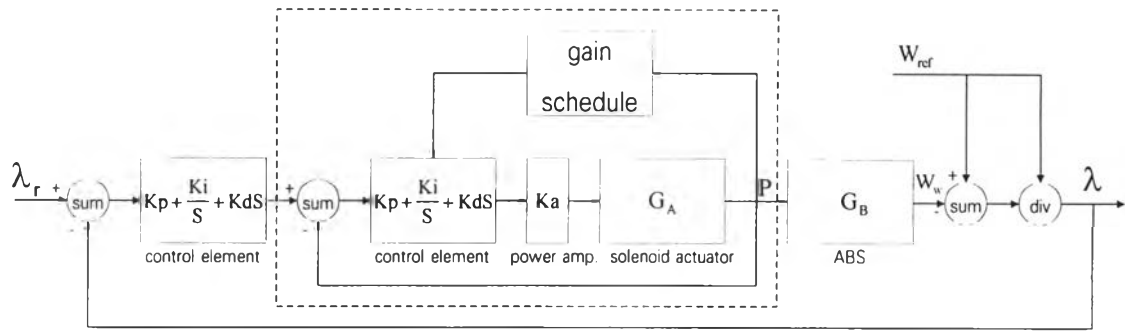 gain
schedule
W_ref
λ_r
+
-
sum
Kp + Ki/S + KdS
control element
+
-
sum
Kp + Ki/S + KdS
control element
Ka
power amp.
G_A
solenoid actuator
P
G_B
ABS
W_w
+
-
sum
div
λ